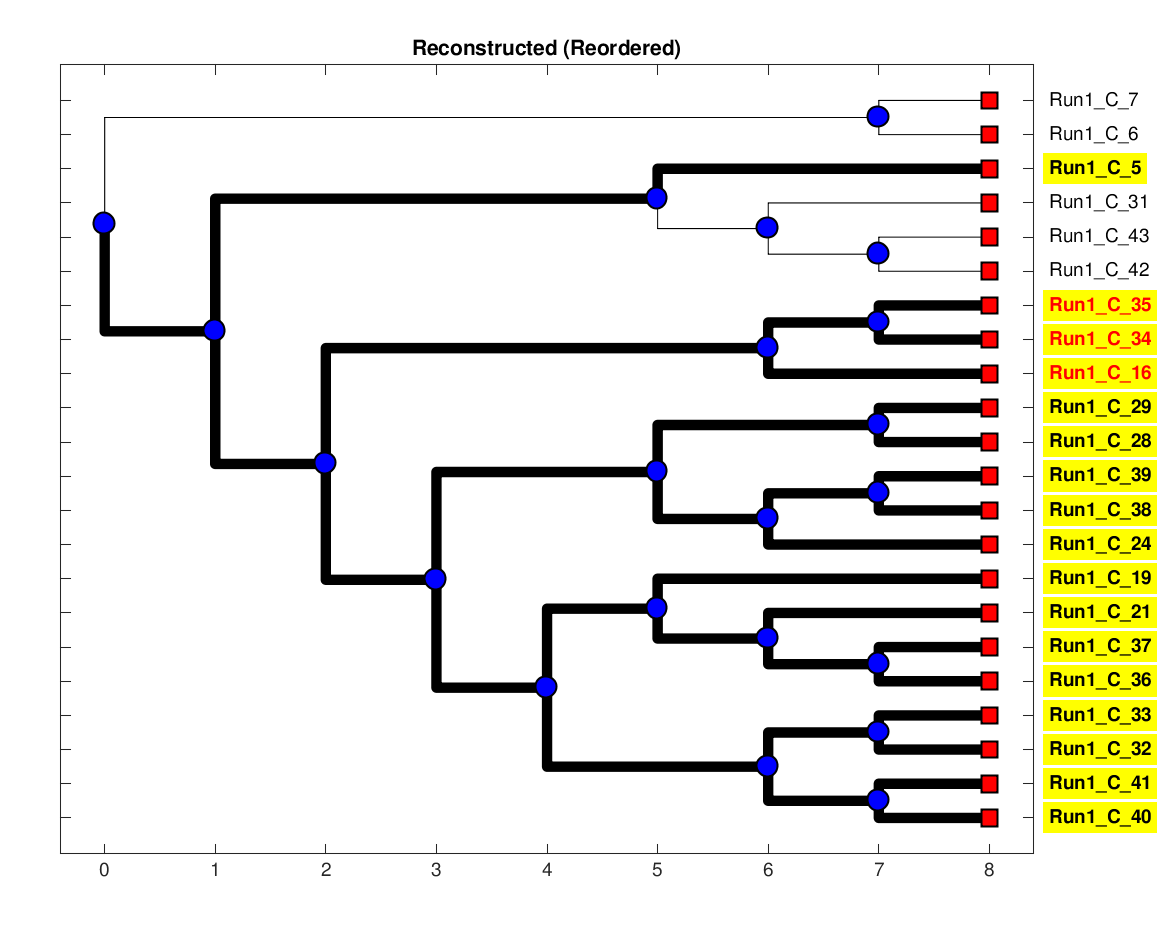 Reconstructed (Reordered)
Run1_C_7
Run1_C_6
Run1_C_5
Run1_C_31
Run1_C_43
Run1_C_42
Run1_C_35
Run1_C_34
Run1_C_16
Run1_C_29
Run1_C_28
Run1_C_39
Run1_C_38
Run1_C_24
Run1_C_19
Run1_C_21
Run1_C_37
Run1_C_36
Run1_C_33
Run1_C_32
Run1_C_41
Run1_C_40
0 1 2 3 4 5 6 7 8